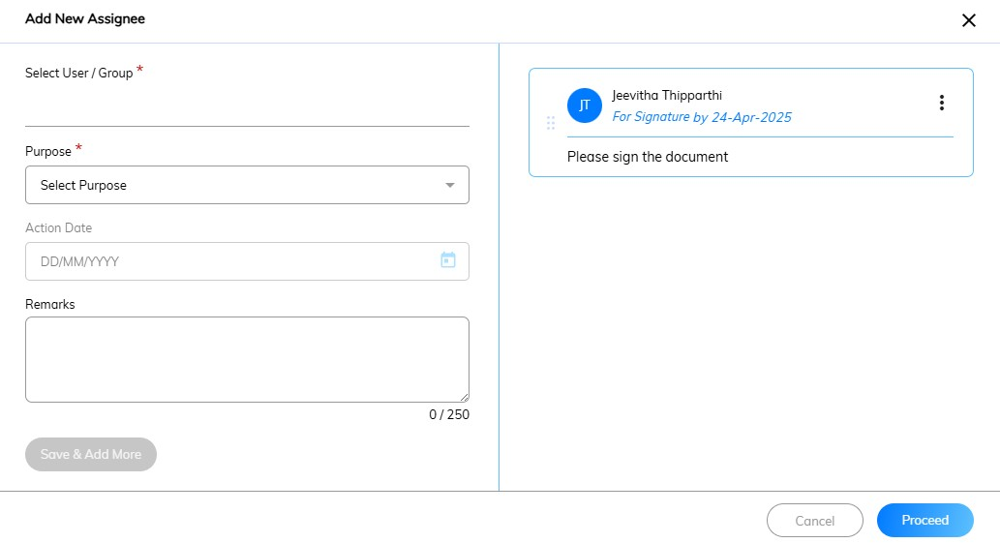 Add New Assignee
Select User / Group *
Purpose *
Select Purpose
Action Date
DD/MM/YYYY
Remarks
0 / 250
Save & Add More
JT
Jeevitha Thipparthi
For Signature by 24-Apr-2025
Please sign the document
Cancel
Proceed